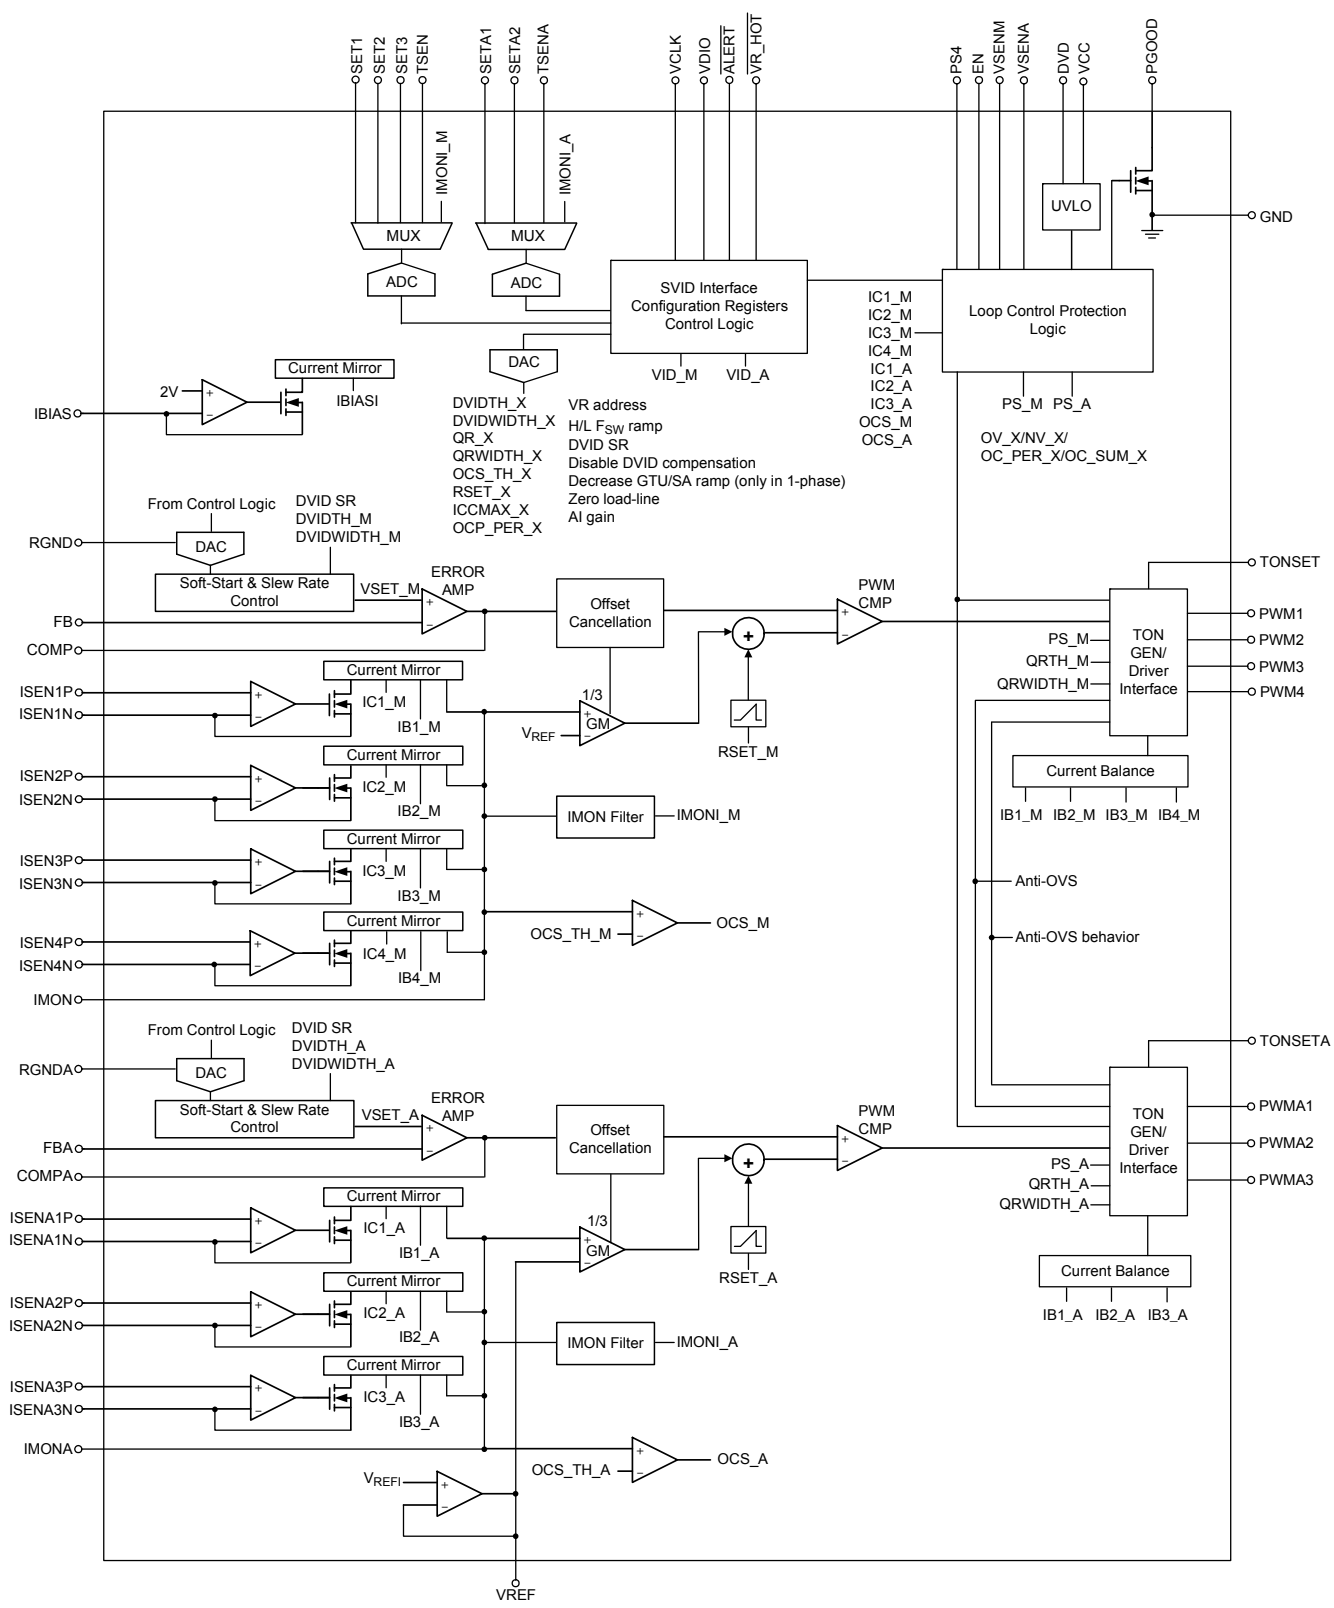 SET1
SET2
SET3
TSEN
SETA1
SETA2
TSENA
VCLK
VDIO
ALERT
VR_HOT
PS4
EN
VSENM
VSENA
DVD
VCC
PGOOD
IMONI_M
IMONI_A
MUX
MUX
ADC
ADC
UVLO
GND
SVID Interface
Configuration Registers
Control Logic
Loop Control Protection
Logic
IC1_M
IC2_M
IC3_M
IC4_M
IC1_A
IC2_A
IC3_A
OCS_M
OCS_A
DAC
VID_M
VID_A
PS_M
PS_A
OV_X/NV_X/
OC_PER_X/OC_SUM_X
Current Mirror
2V
+
−
IBIASI
IBIAS
DVIDTH_X
DVIDWIDTH_X
QR_X
QRWIDTH_X
OCS_TH_X
RSET_X
ICCMAX_X
OCP_PER_X
VR address
H/L FSW ramp
DVID SR
Disable DVID compensation
Decrease GTU/SA ramp (only in 1-phase)
Zero load-line
AI gain
From Control Logic
DVID SR
DVIDTH_M
DVIDWIDTH_M
RGND
DAC
Soft-Start & Slew Rate
Control
VSET_M
ERROR
AMP
+
−
FB
COMP
Offset
Cancellation
PWM
CMP
+
−
+
TONSET
TON
GEN/
Driver
Interface
PWM1
PWM2
PWM3
PWM4
PS_M
QRTH_M
QRWIDTH_M
ISEN1P
ISEN1N
+
−
Current Mirror
IC1_M
IB1_M
1/3
+
GM
−
VREF
RSET_M
ISEN2P
ISEN2N
+
−
Current Mirror
IC2_M
IB2_M
Current Balance
IB1_M
IB2_M
IB3_M
IB4_M
IMON Filter
IMONI_M
ISEN3P
ISEN3N
+
−
Current Mirror
IC3_M
IB3_M
Anti-OVS
ISEN4P
ISEN4N
+
−
Current Mirror
IC4_M
IB4_M
+
−
OCS_TH_M
OCS_M
Anti-OVS behavior
IMON
From Control Logic
DVID SR
DVIDTH_A
DVIDWIDTH_A
RGNDA
DAC
Soft-Start & Slew Rate
Control
VSET_A
ERROR
AMP
+
−
FBA
COMPA
Offset
Cancellation
PWM
CMP
+
−
+
TONSETA
TON
GEN/
Driver
Interface
PWMA1
PWMA2
PWMA3
PS_A
QRTH_A
QRWIDTH_A
ISENA1P
ISENA1N
+
−
Current Mirror
IC1_A
IB1_A
1/3
+
GM
−
RSET_A
Current Balance
IB1_A
IB2_A
IB3_A
ISENA2P
ISENA2N
+
−
Current Mirror
IC2_A
IB2_A
IMON Filter
IMONI_A
ISENA3P
ISENA3N
+
−
Current Mirror
IC3_A
IB3_A
IMONA
+
−
OCS_TH_A
OCS_A
VREFI
+
−
VREF